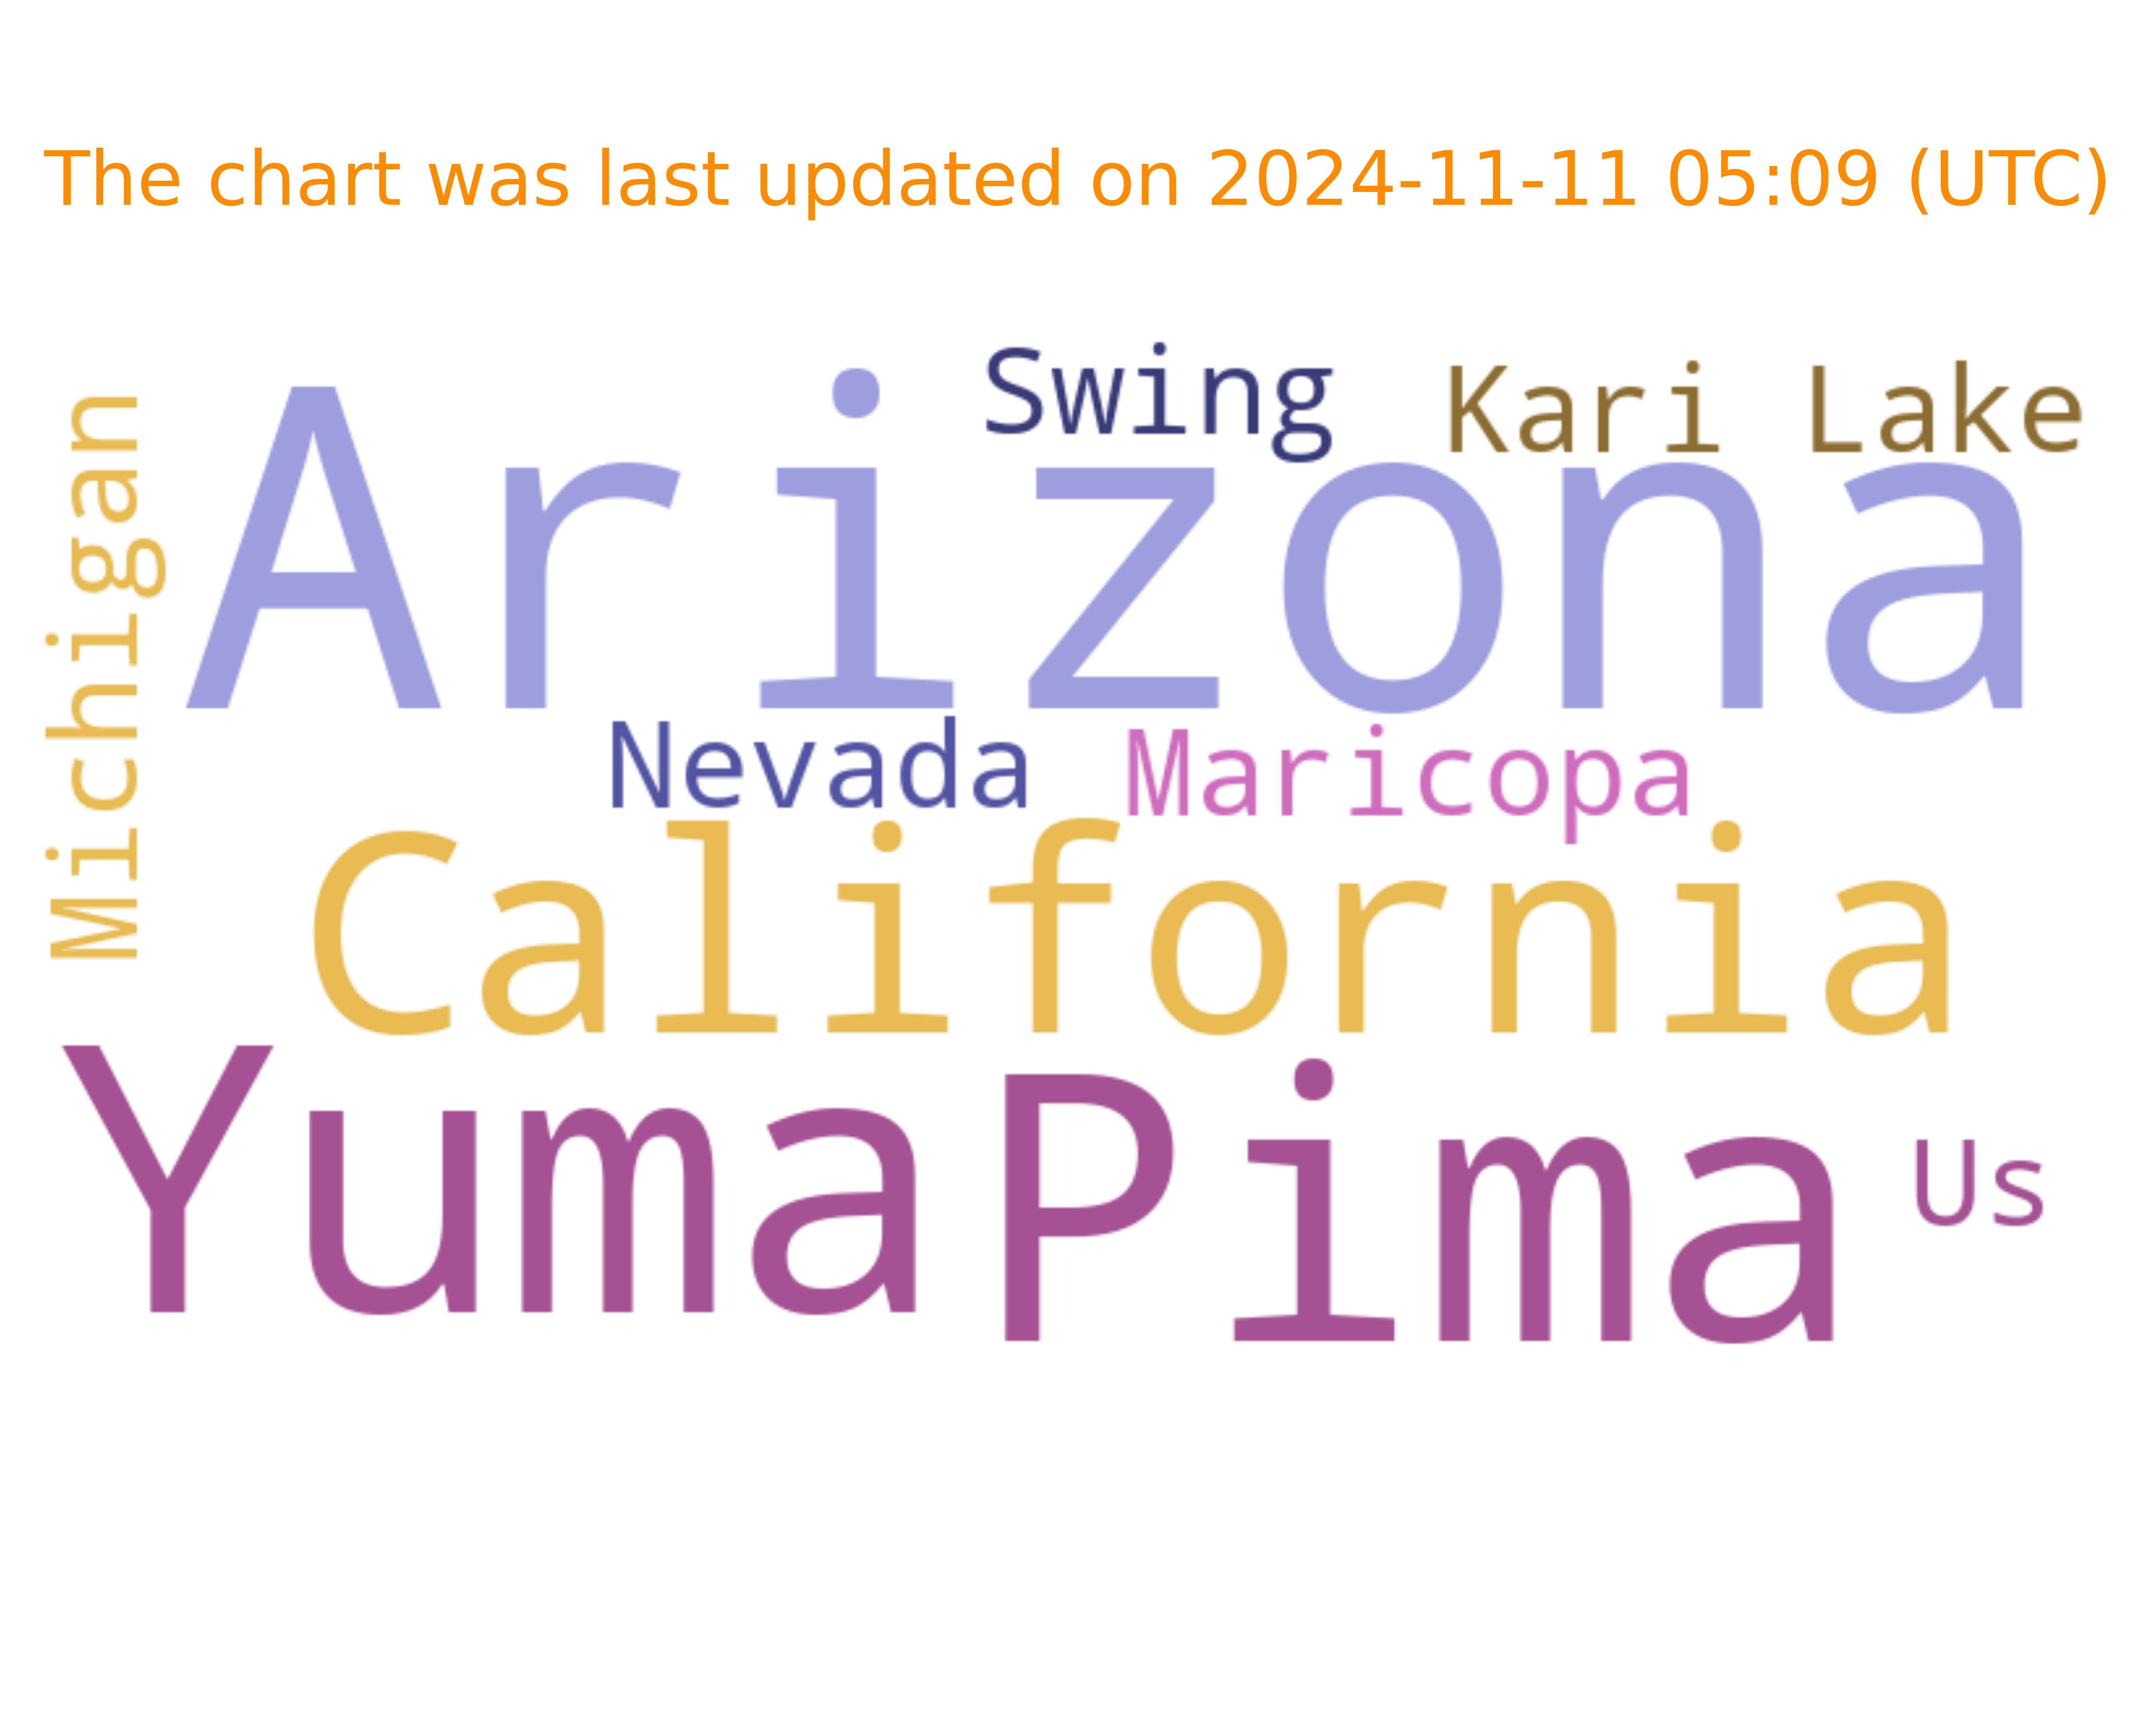 The chart was last updated on 2024-11-11 05:09 (UTC)
Swing
Kari Lake
Michigan
Arizona
Nevada
Maricopa
California
Yuma
Pima
Us